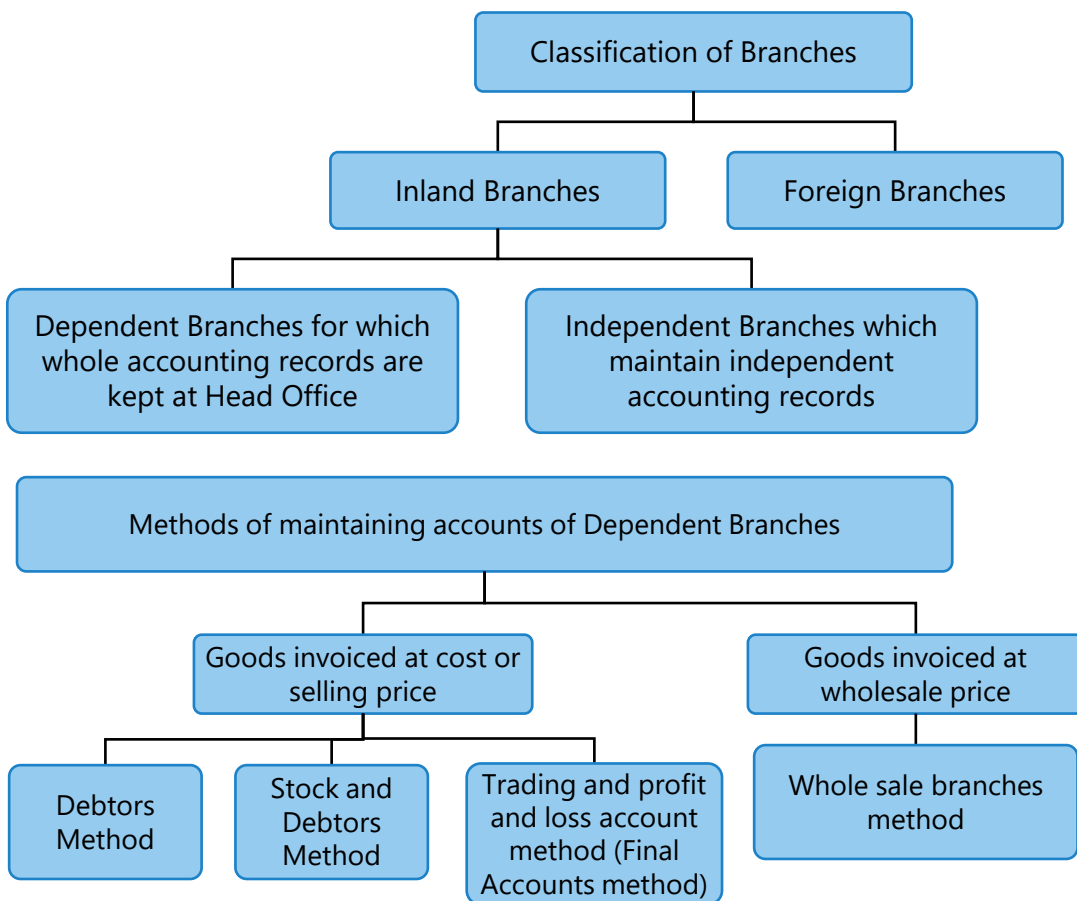 Classification of Branches
Inland Branches
Foreign Branches
Dependent Branches for which
whole accounting records are
kept at Head Office
Independent Branches which
maintain independent
accounting records
Methods of maintaining accounts of Dependent Branches
Goods invoiced at cost or
selling price
Goods invoiced at
wholesale price
Debtors
Method
Stock and
Debtors
Method
Trading and profit
and loss account
method (Final
Accounts method)
Whole sale branches
method